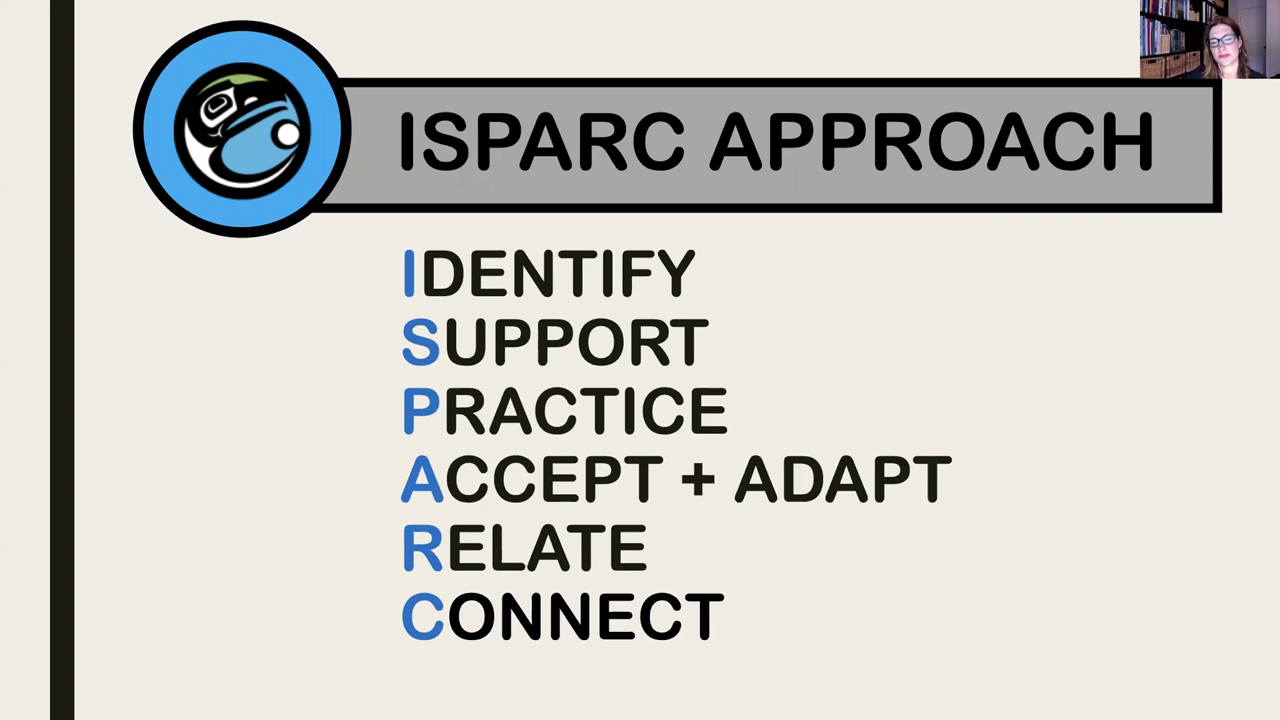 ISPARC APPROACH
IDENTIFY
SUPPORT
PRACTICE
ACCEPT + ADAPT
RELATE
CONNECT